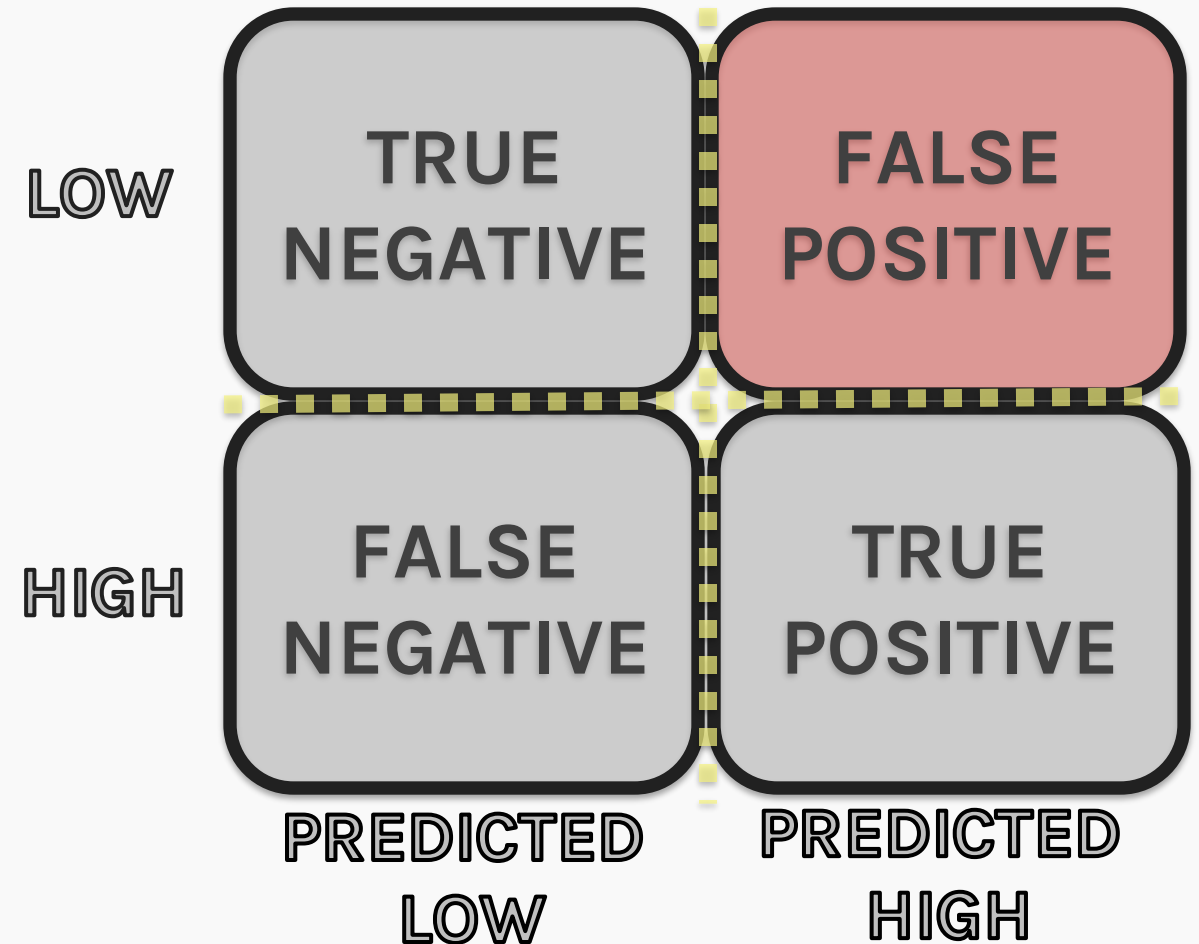 TRUE
NEGATIVE
FALSE
POSITIVE
LOW
FALSE
NEGATIVE
TRUE
POSITIVE
HIGH
PREDICTED
LOW
PREDICTED
HIGH